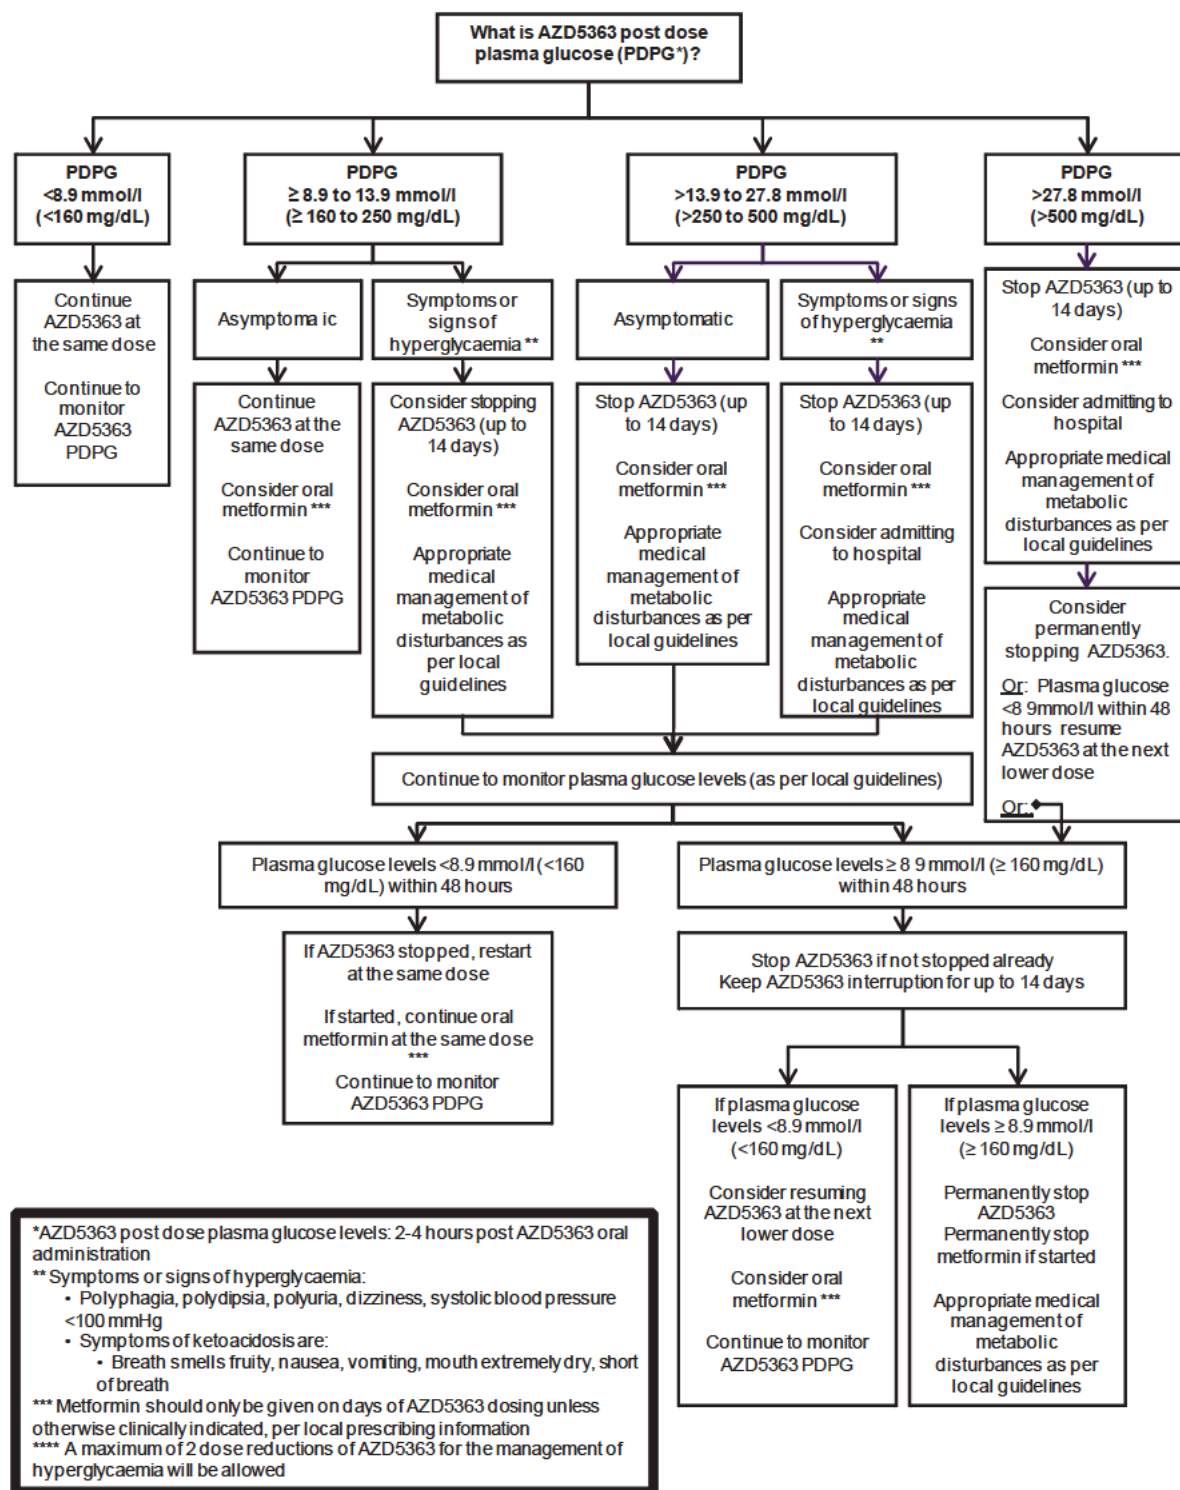 What is AZD5363 post dose
plasma glucose (PDPG*)?
PDPG
<8.9 mmol/l
(<160 mg/dL)
PDPG
≥ 8.9 to 13.9 mmol/l
(≥ 160 to 250 mg/dL)
PDPG
>13.9 to 27.8 mmol/l
(>250 to 500 mg/dL)
PDPG
>27.8 mmol/l
(>500 mg/dL)
Continue
AZD5363 at
the same dose
Continue to
monitor
AZD5363
PDPG
Asymptoma ic
Symptoms or
signs of
hyperglycaemia **
Asymptomatic
Symptoms or signs
of hyperglycaemia
**
Stop AZD5363 (up to
14 days)
Consider oral
metformin ***
Consider admitting to
hospital
Appropriate medical
management of
metabolic
disturbances as per
local guidelines
Continue
AZD5363 at the
same dose
Consider oral
metformin ***
Continue to
monitor
AZD5363 PDPG
Consider stopping
AZD5363 (up to
14 days)
Consider oral
metformin ***
Appropriate
medical
management of
metabolic
disturbances as
per local
guidelines
Stop AZD5363 (up
to 14 days)
Consider oral
metformin ***
Appropriate
medical
management of
metabolic
disturbances as per
local guidelines
Stop AZD5363 (up
to 14 days)
Consider oral
metformin ***
Consider admitting
to hospital
Appropriate
medical
management of
metabolic
disturbances as per
local guidelines
Consider
permanently
stopping AZD5363.
Or: Plasma glucose
<8 9mmol/l within 48
hours resume
AZD5363 at the next
lower dose
Or:
Continue to monitor plasma glucose levels (as per local guidelines)
Plasma glucose levels <8.9 mmol/l (<160
mg/dL) within 48 hours
Plasma glucose levels ≥ 8 9 mmol/l (≥ 160 mg/dL)
within 48 hours
If AZD5363 stopped, restart
at the same dose
If started, continue oral
metformin at the same dose
***
Continue to monitor
AZD5363 PDPG
Stop AZD5363 if not stopped already
Keep AZD5363 interruption for up to 14 days
If plasma glucose
levels <8.9 mmol/l
(<160 mg/dL)
Consider resuming
AZD5363 at the next
lower dose
Consider oral
metformin ***
Continue to monitor
AZD5363 PDPG
If plasma glucose
levels ≥ 8.9 mmol/l
(≥ 160 mg/dL)
Permanently stop
AZD5363
Permanently stop
metformin if started
Appropriate medical
management of
metabolic
disturbances as per
local guidelines
*AZD5363 post dose plasma glucose levels: 2-4 hours post AZD5363 oral
administration
** Symptoms or signs of hyperglycaemia:
• Polyphagia, polydipsia, polyuria, dizziness, systolic blood pressure
<100 mmHg
• Symptoms of ketoacidosis are:
• Breath smells fruity, nausea, vomiting, mouth extremely dry, short
of breath
*** Metformin should only be given on days of AZD5363 dosing unless
otherwise clinically indicated, per local prescribing information
**** A maximum of 2 dose reductions of AZD5363 for the management of
hyperglycaemia will be allowed